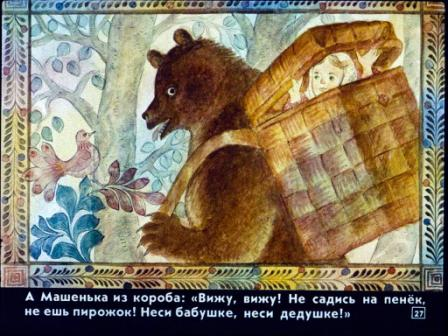 А Машенька из короба: «Вижу, вижу! Не садись на пенёк,
не ешь пирожок! Неси бабушке, неси дедушке!»
27